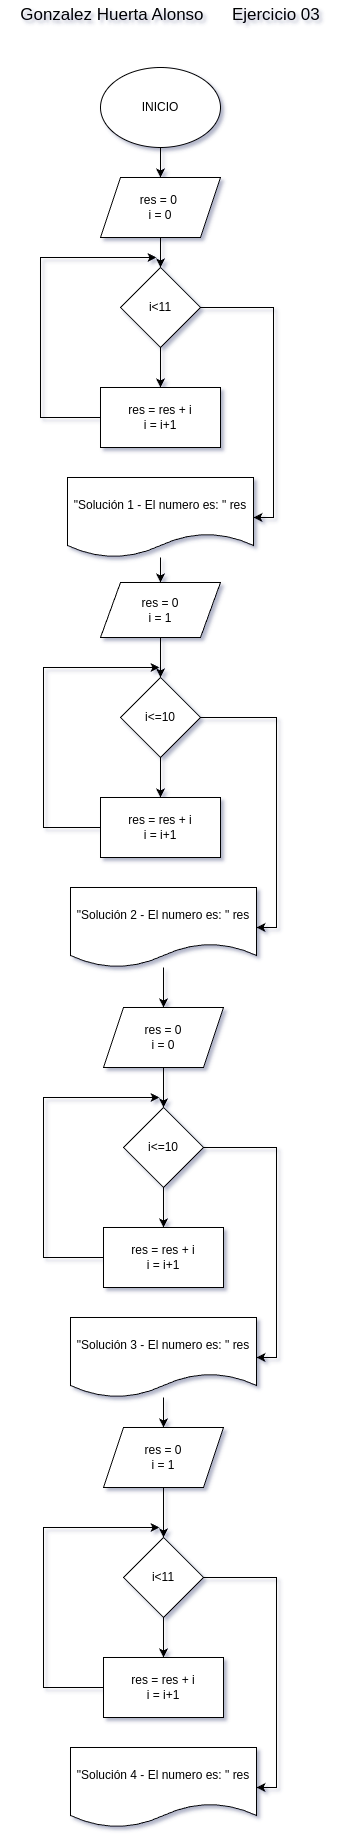 Gonzalez Huerta Alonso Ejercicio 03
INICIO
res = 0
i = 0
i<11
res = res + i
i = i+1
"Solución 1 - El numero es: " res
res = 0
i = 1
i<=10
res = res + i
i = i+1
"Solución 2 - El numero es: " res
res = 0
i = 0
i<=10
res = res + i
i = i+1
"Solución 3 - El numero es: " res
res = 0
i = 1
i<11
res = res + i
i = i+1
"Solución 4 - El numero es: " res